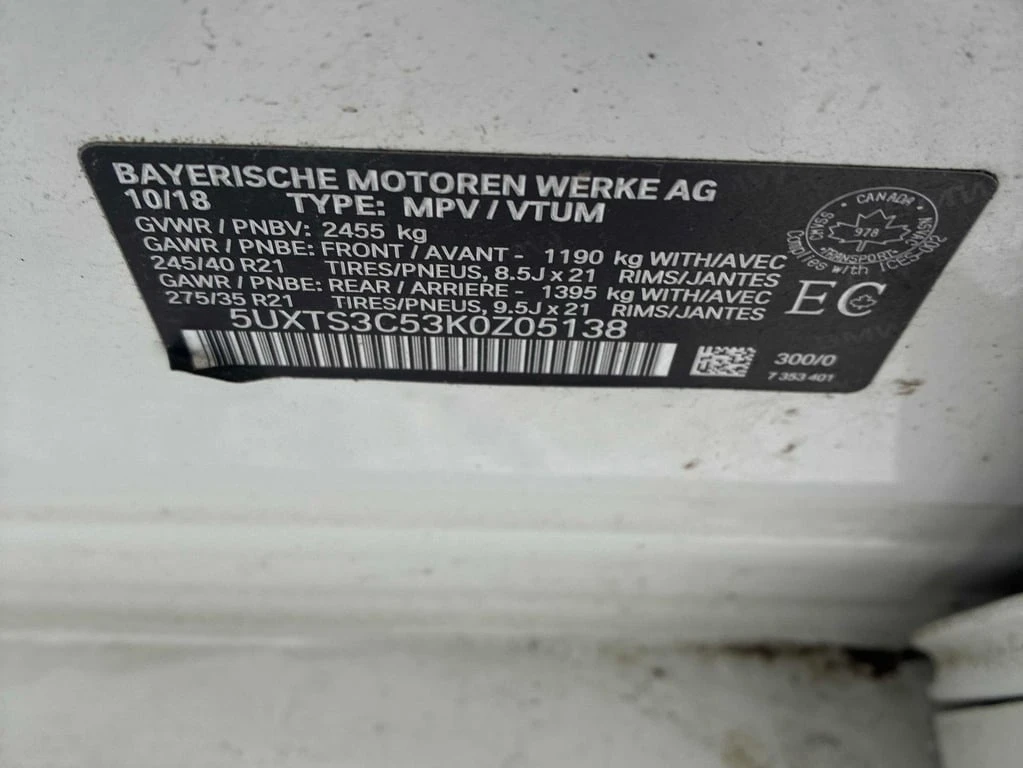 BAYERISCHE MOTOREN WERKE AG
10/18 TYPE: MPV / VTUM
GVWR / PNBV: 2455 kg
GAWR / PNBE: FRONT / AVANT - 1190 kg WITH/AVEC
245/40 R21 TIRES/PNEUS, 8.5J x 21 RIMS/JANTES
GAWR / PNBE: REAR / ARRIERE - 1395 kg WITH/AVEC
275/35 R21 TIRES/PNEUS, 9.5J x 21 RIMS/JANTES
5UXTS3C53K0Z05138
CANADA
978
TRANSPORT
Complies with
EC
300/0
7 353 401